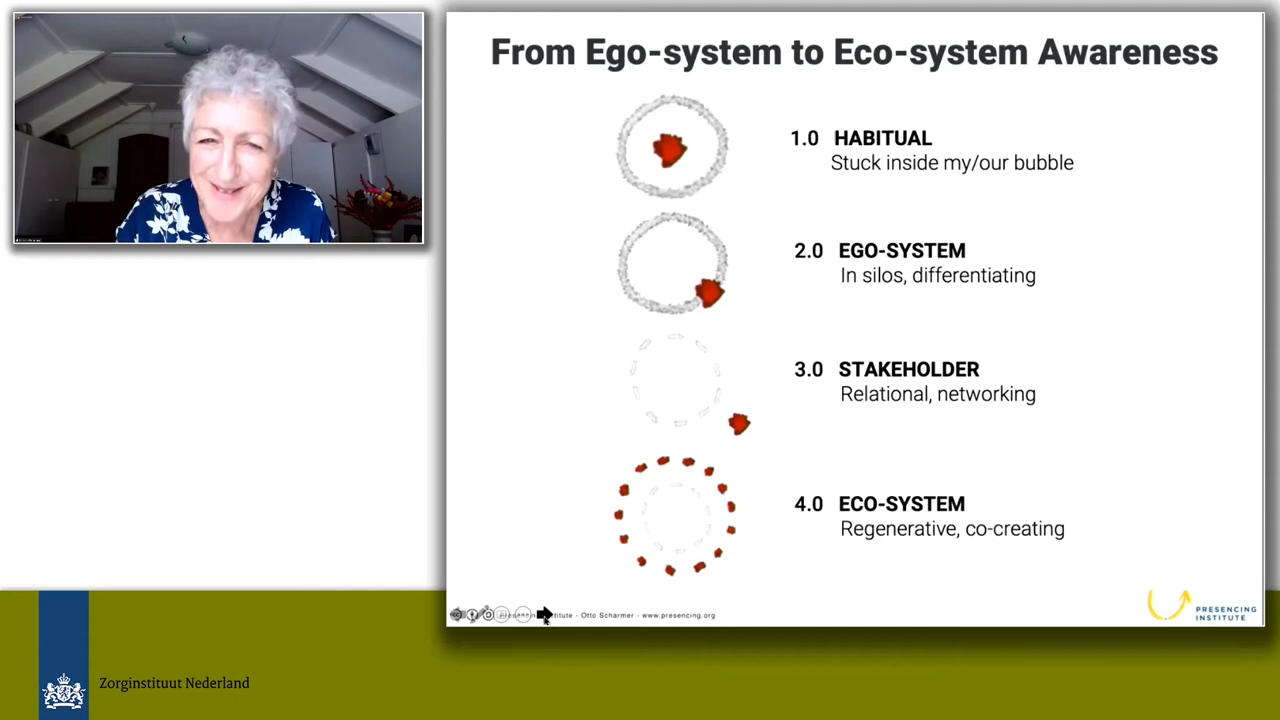 From Ego-system to Eco-system Awareness
1.0 HABITUAL
Stuck inside my/our bubble
2.0 EGO-SYSTEM
In silos, differentiating
3.0 STAKEHOLDER
Relational, networking
4.0 ECO-SYSTEM
Regenerative, co-creating
- Otto Scharmer - www.presencing.org
PRESENCING
INSTITUTE
Zorginstituut Nederland